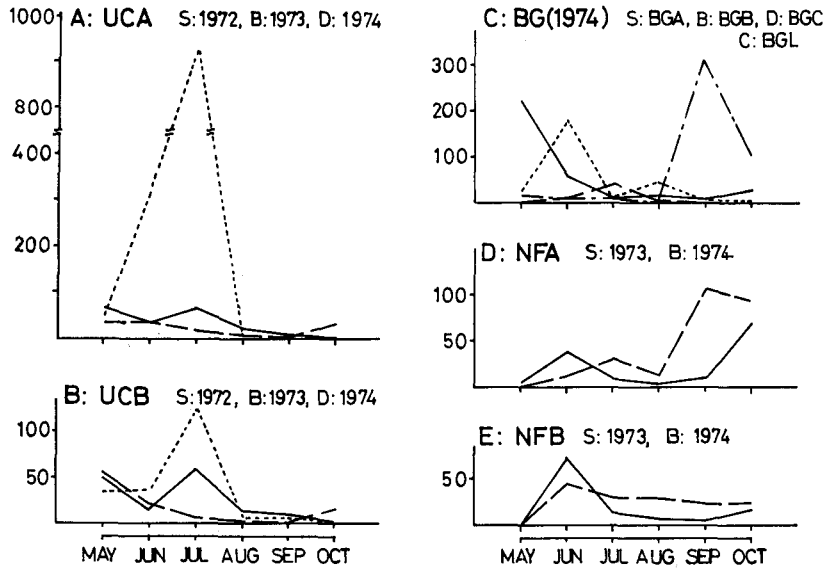 A: UCA S:1972, B:1973, D:1974
1000
800
400
200
B: UCB S:1972, B:1973, D:1974
100
50
MAY JUN JUL AUG SEP OCT
C: BG(1974) S: BGA, B: BGB, D: BGC
C: BGL
300
200
100
D: NFA S: 1973, B: 1974
100
50
E: NFB S: 1973, B: 1974
50
MAY JUN JUL AUG SEP OCT